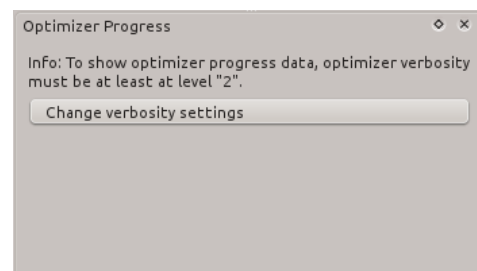 Optimizer Progress
Info: To show optimizer progress data, optimizer verbosity
must be at least at level "2".
Change verbosity settings